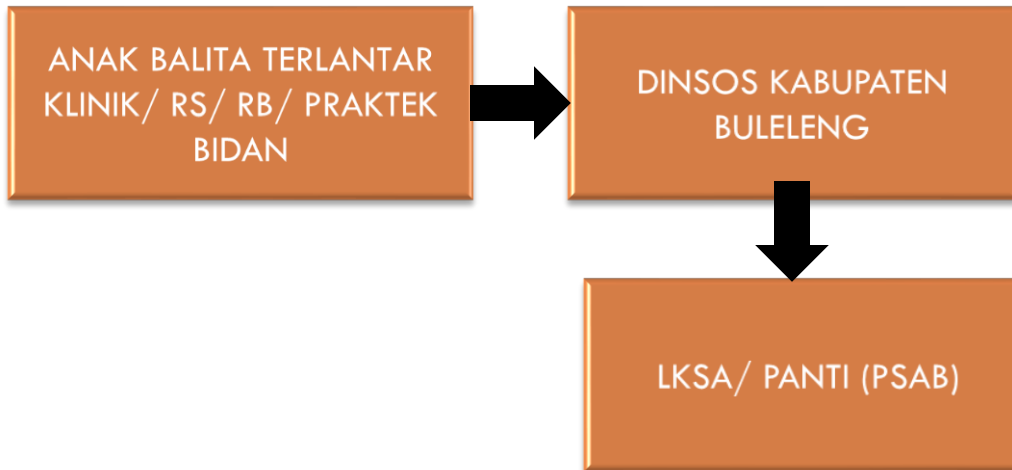 ANAK BALITA TERLANTAR
KLINIK/ RS/ RB/ PRAKTEK
BIDAN
DINSOS KABUPATEN
BULELENG
LKSA/ PANTI (PSAB)